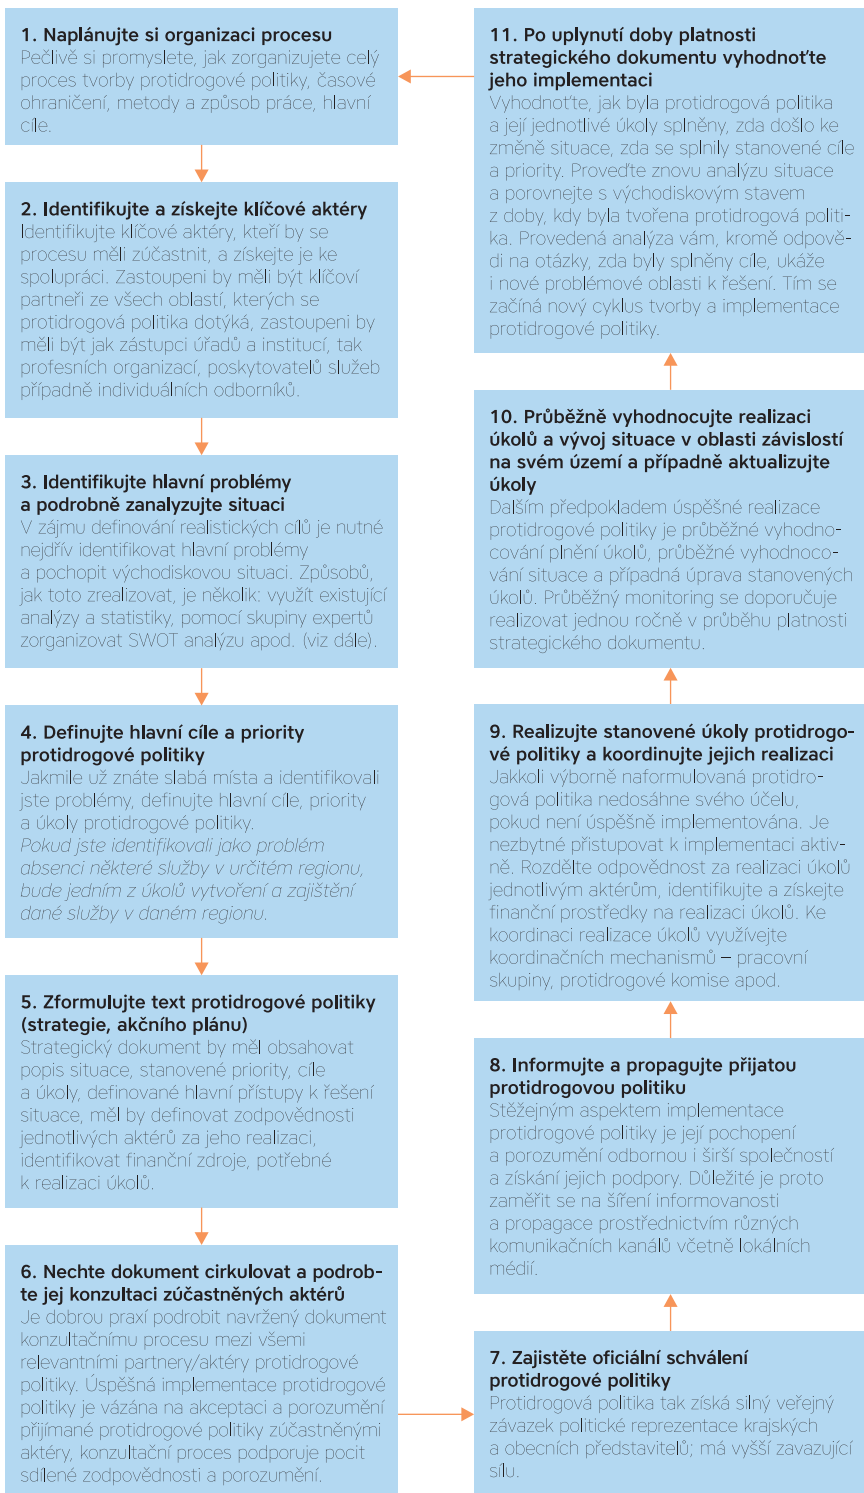 1. Naplánujte si organizaci procesu
Pečlivě si promyslete, jak zorganizujete celý
proces tvorby protidrogové politiky, časové
ohraničení, metody a způsob práce, hlavní
cíle.
2. Identifikujte a získejte klíčové aktéry
Identifikujte klíčové aktéry, kteří by se
procesu měli zúčastnit, a získejte je ke
spolupráci. Zastoupeni by měli být klíčoví
partneři ze všech oblastí, kterých se
protidrogová politika dotýká, zastoupeni by
měli být jak zástupci úřadů a institucí, tak
profesních organizací, poskytovatelů služeb
případně individuálních odborníků.
3. Identifikujte hlavní problémy
a podrobně zanalyzujte situaci
V zájmu definování realistických cílů je nutné
nejdřív identifikovat hlavní problémy
a pochopit východiskovou situaci. Způsobů,
jak toto zrealizovat, je několik: využít existující
analýzy a statistiky, pomocí skupiny expertů
zorganizovat SWOT analýzu apod. (viz dále).
4. Definujte hlavní cíle a priority
protidrogové politiky
Jakmile už znáte slabá místa a identifikovali
jste problémy, definujte hlavní cíle, priority
a úkoly protidrogové politiky.
Pokud jste identifikovali jako problém
absenci některé služby v určitém regionu,
bude jedním z úkolů vytvoření a zajištění
dané služby v daném regionu.
5. Zformulujte text protidrogové politiky
(strategie, akčního plánu)
Strategický dokument by měl obsahovat
popis situace, stanovené priority, cíle
a úkoly, definované hlavní přístupy k řešení
situace, měl by definovat zodpovědnosti
jednotlivých aktérů za jeho realizaci,
identifikovat finanční zdroje, potřebné
k realizaci úkolů.
6. Nechte dokument cirkulovat a podrob-
te jej konzultaci zúčastněných aktérů
Je dobrou praxí podrobit navržený dokument
konzultačnímu procesu mezi všemi
relevantními partnery/aktéry protidrogové
politiky. Úspěšná implementace protidrogové
politiky je vázána na akceptaci a porozumění
přijímané protidrogové politiky zúčastněnými
aktéry, konzultační proces podporuje pocit
sdílené zodpovědnosti a porozumění.
7. Zajistěte oficiální schválení
protidrogové politiky
Protidrogová politika tak získá silný veřejný
závazek politické reprezentace krajských
a obecních představitelů; má vyšší zavazující
sílu.
8. Informujte a propagujte přijatou
protidrogovou politiku
Stěžejným aspektem implementace
protidrogové politiky je její pochopení
a porozumění odbornou i širší společností
a získání jejich podpory. Důležité je proto
zaměřit se na šíření informovanosti
a propagace prostřednictvím různých
komunikačních kanálů včetně lokálních
médií.
9. Realizujte stanovené úkoly protidrogo-
vé politiky a koordinujte jejich realizaci
Jakkoli výborně naformulovaná protidro-
gová politika nedosáhne svého účelu,
pokud není úspěšně implementována. Je
nezbytné přistupovat k implementaci aktiv-
ně. Rozdělte odpovědnost za realizaci úkolů
jednotlivým aktérům, identifikujte a získejte
finanční prostředky na realizaci úkolů. Ke
koordinaci realizace úkolů využívejte
koordinačních mechanismů – pracovní
skupiny, protidrogové komise apod.
10. Průběžně vyhodnocujte realizaci
úkolů a vývoj situace v oblasti závislostí
na svém území a případně aktualizujte
úkoly
Dalším předpokladem úspěšné realizace
protidrogové politiky je průběžné vyhodno-
cování plnění úkolů, průběžné vyhodnoco-
vání situace a případná úprava stanovených
úkolů. Průběžný monitoring se doporučuje
realizovat jednou ročně v průběhu platnosti
strategického dokumentu.
11. Po uplynutí doby platnosti
strategického dokumentu vyhodnoťte
jeho implementaci
Vyhodnoťte, jak byla protidrogová politika
a její jednotlivé úkoly splněny, zda došlo ke
změně situace, zda se splnily stanovené cíle
a priority. Proveďte znovu analýzu situace
a porovnejte s východiskovým stavem
z doby, kdy byla tvořena protidrogová politi-
ka. Provedená analýza vám, kromě odpově-
di na otázky, zda byly splněny cíle, ukáže
i nové problémové oblasti k řešení. Tím se
začíná nový cyklus tvorby a implementace
protidrogové politiky.